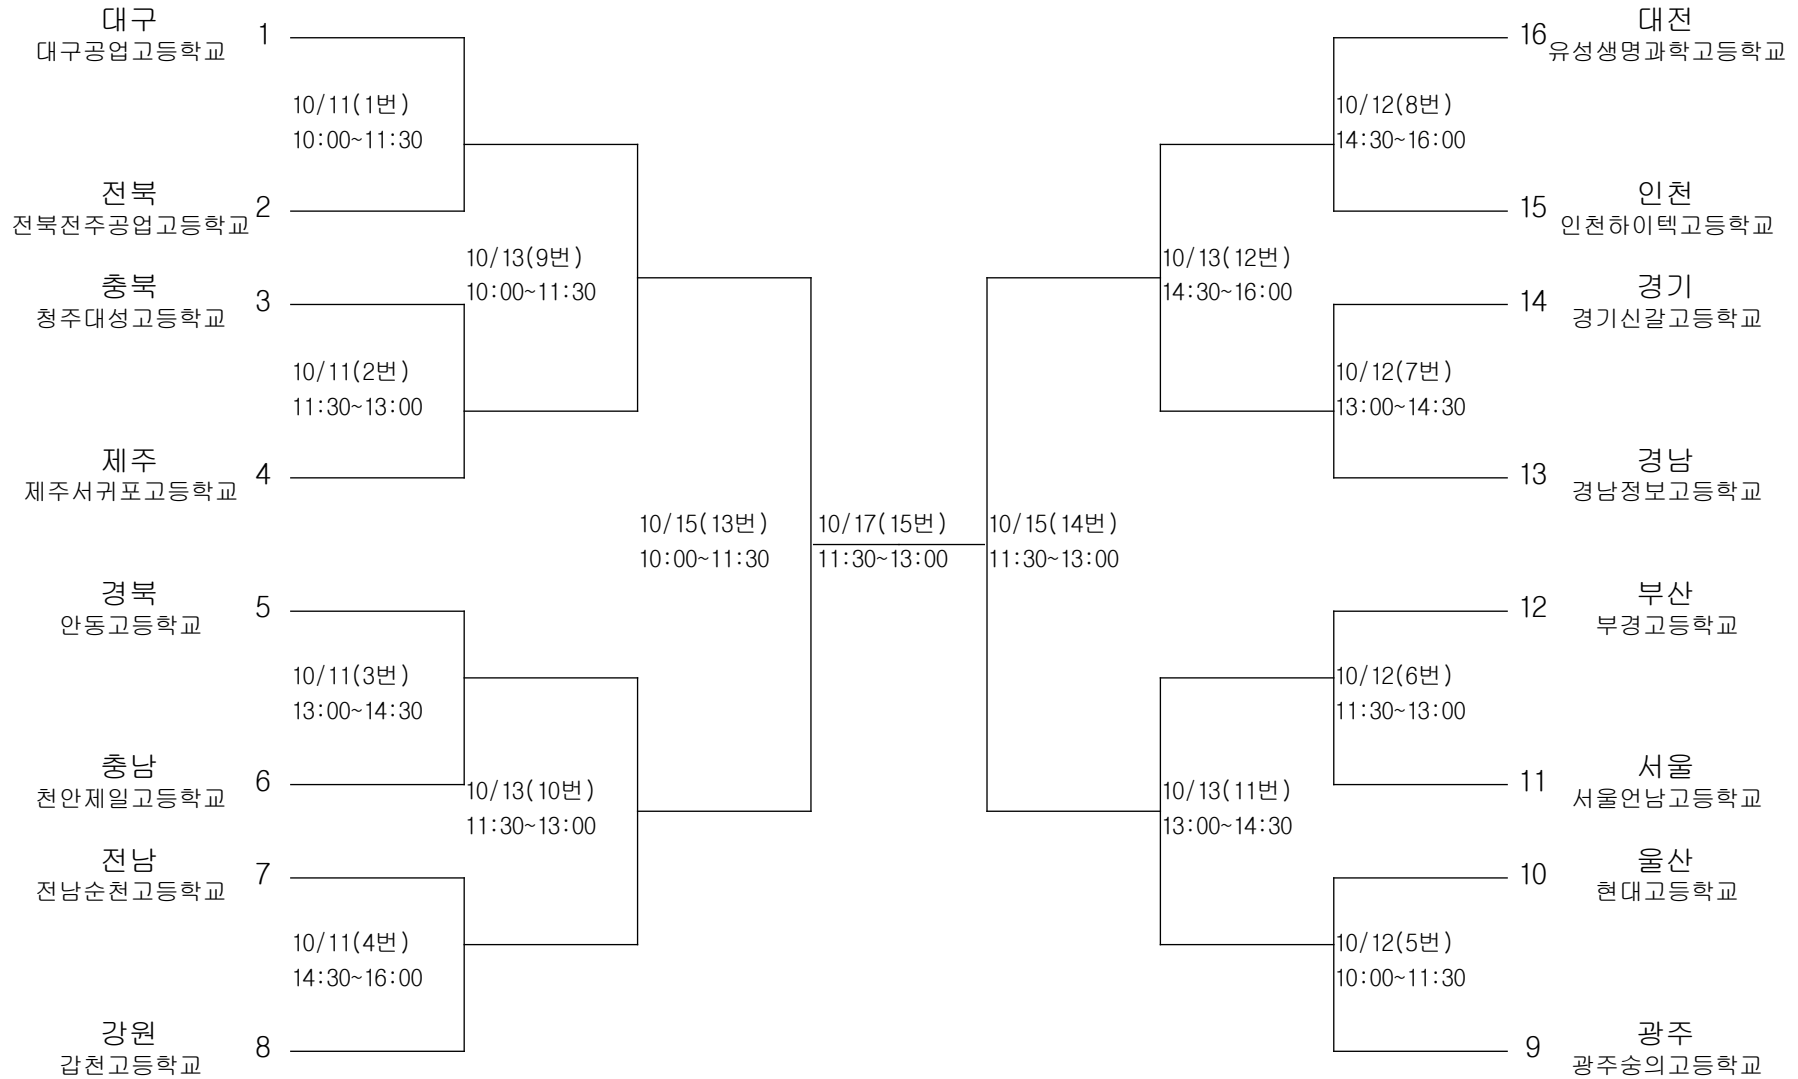 대구
대구공업고등학교
1
10/11(1번)
10:00~11:30
전북
전북전주공업고등학교
2
10/13(9번)
10:00~11:30
충북
청주대성고등학교
3
10/11(2번)
11:30~13:00
제주
제주서귀포고등학교
4
10/15(13번)
10:00~11:30
경북
안동고등학교
5
10/11(3번)
13:00~14:30
충남
천안제일고등학교
6
10/13(10번)
11:30~13:00
전남
전남순천고등학교
7
10/11(4번)
14:30~16:00
강원
갑천고등학교
8
10/17(15번)
11:30~13:00
16
대전
유성생명과학고등학교
10/12(8번)
14:30~16:00
15
인천
인천하이텍고등학교
10/13(12번)
14:30~16:00
14
경기
경기신갈고등학교
10/12(7번)
13:00~14:30
13
경남
경남정보고등학교
10/15(14번)
11:30~13:00
12
부산
부경고등학교
10/12(6번)
11:30~13:00
11
서울
서울언남고등학교
10/13(11번)
13:00~14:30
10
울산
현대고등학교
10/12(5번)
10:00~11:30
9
광주
광주숭의고등학교